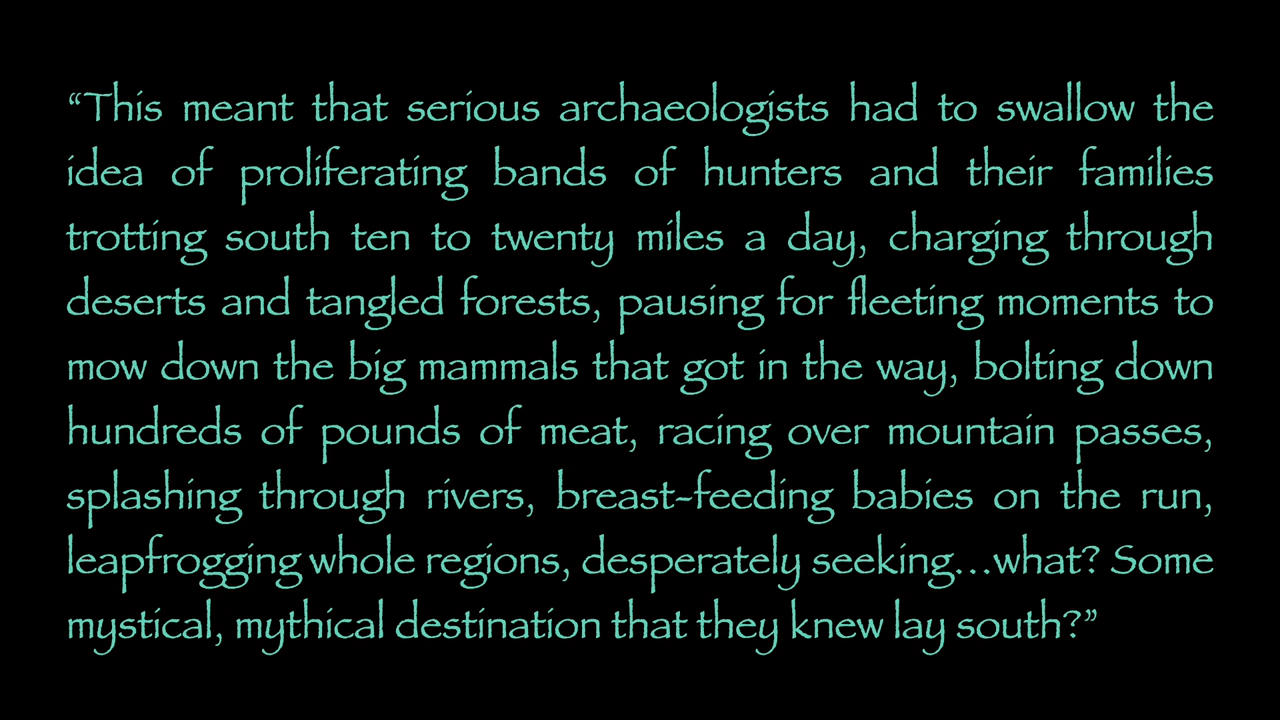 “This meant that serious archaeologists had to swallow the
idea of proliferating bands of hunters and their families
trotting south ten to twenty miles a day, charging through
deserts and tangled forests, pausing for fleeting moments to
mow down the big mammals that got in the way, bolting down
hundreds of pounds of meat, racing over mountain passes,
splashing through rivers, breast-feeding babies on the run,
leapfrogging whole regions, desperately seeking…what? Some
mystical, mythical destination that they knew lay south?”